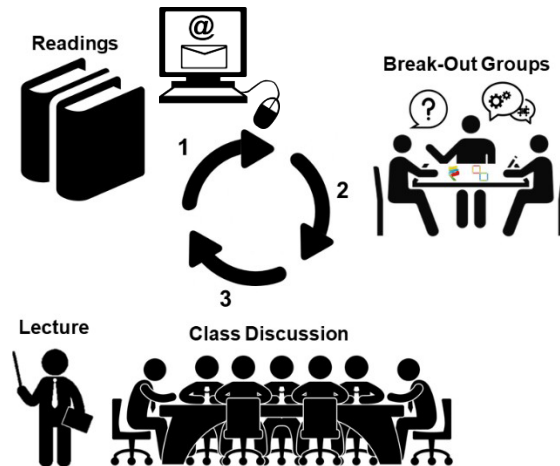 Readings
@
Break-Out Groups
?
1
2
3
Lecture
Class Discussion